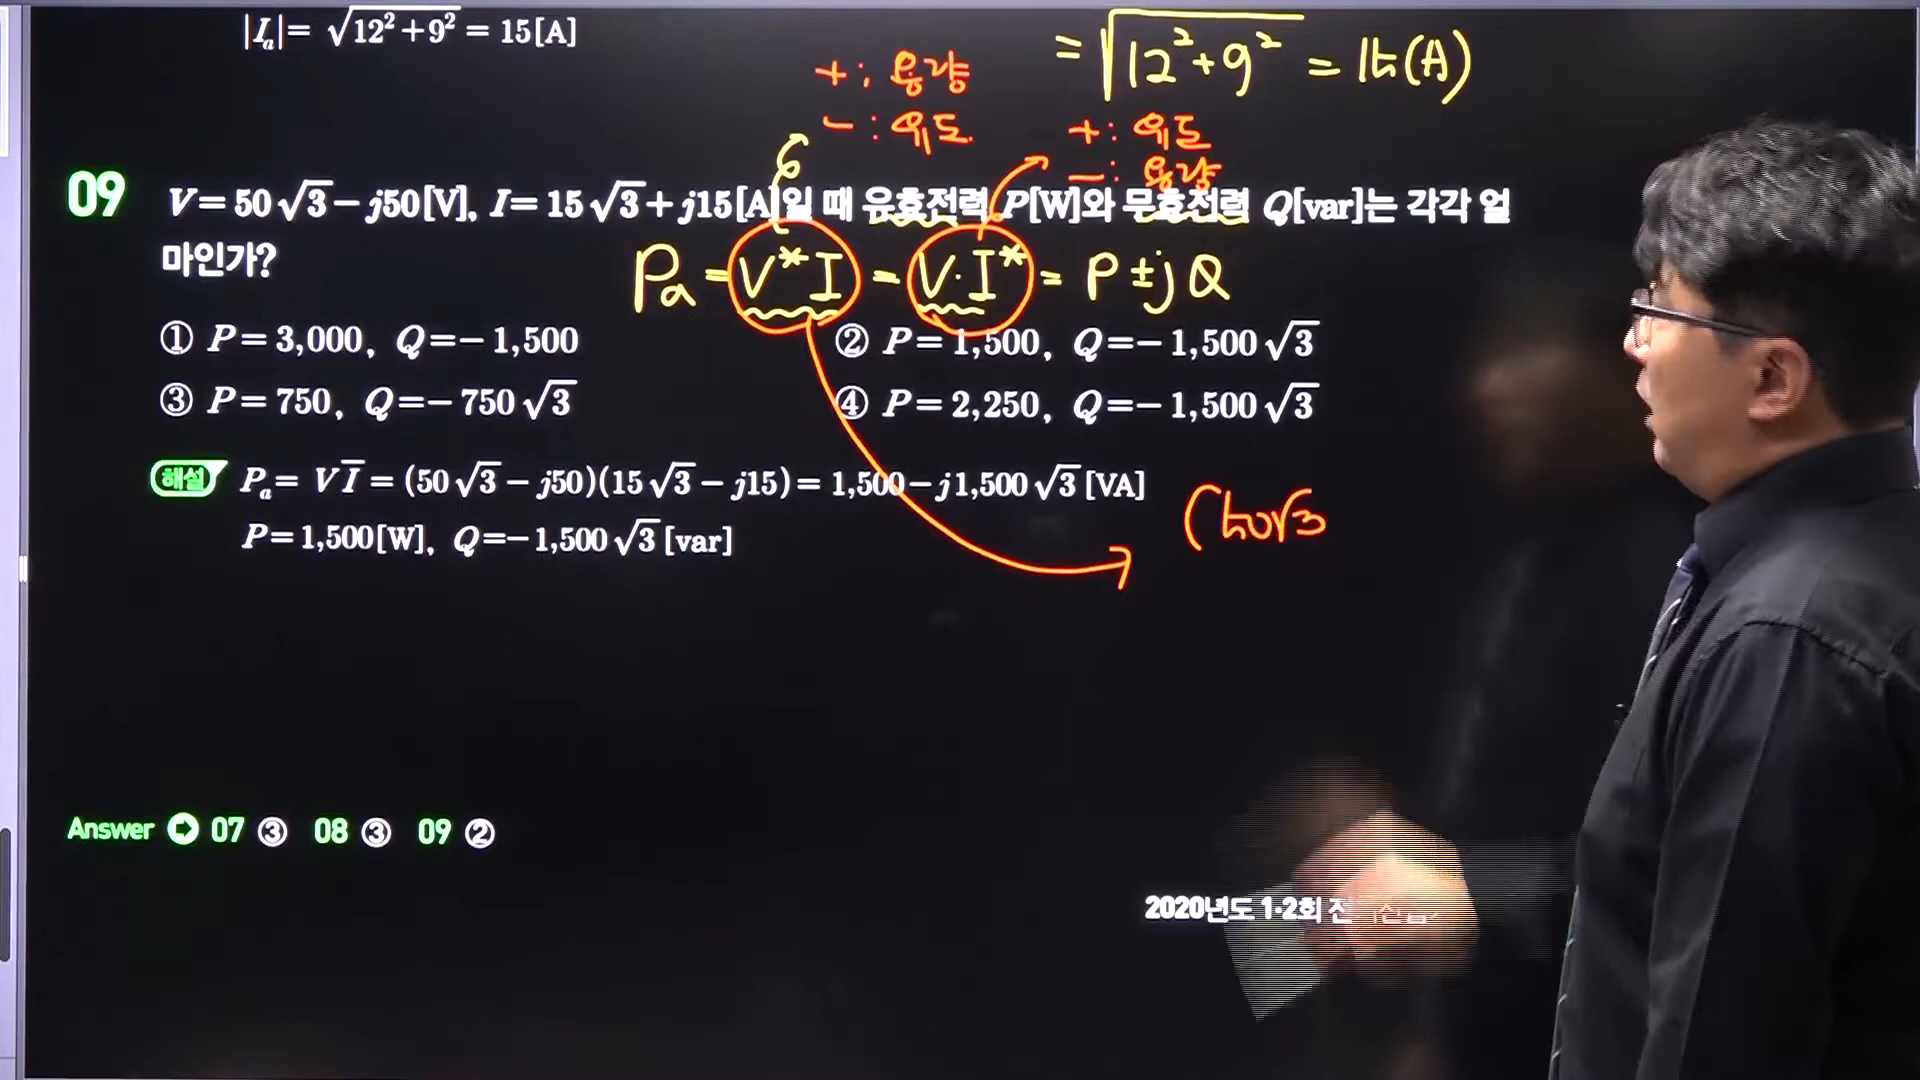 |Iₐ| = √(12² + 9²) = 15[A]
= √(12² + 9²) = 15(A)
+ : 용량
- : 유도
+ : 유도
- : 용량
09 V = 50√3 − j50[V], I = 15√3 + j15[A]일 때 유효전력 P[W]와 무효전력 Q[var]는 각각 얼
마인가?
Pa = V*I = V·I* = P ± jQ
① P = 3,000, Q = − 1,500
② P = 1,500, Q = − 1,500√3
③ P = 750, Q = − 750√3
④ P = 2,250, Q = − 1,500√3
해설 Pₐ = VI̅ = (50√3 − j50)(15√3 − j15) = 1,500 − j1,500√3 [VA]
(50√3
P = 1,500[W], Q = − 1,500√3 [var]
Answer 07 ③ 08 ③ 09 ②
2020년도 1·2회